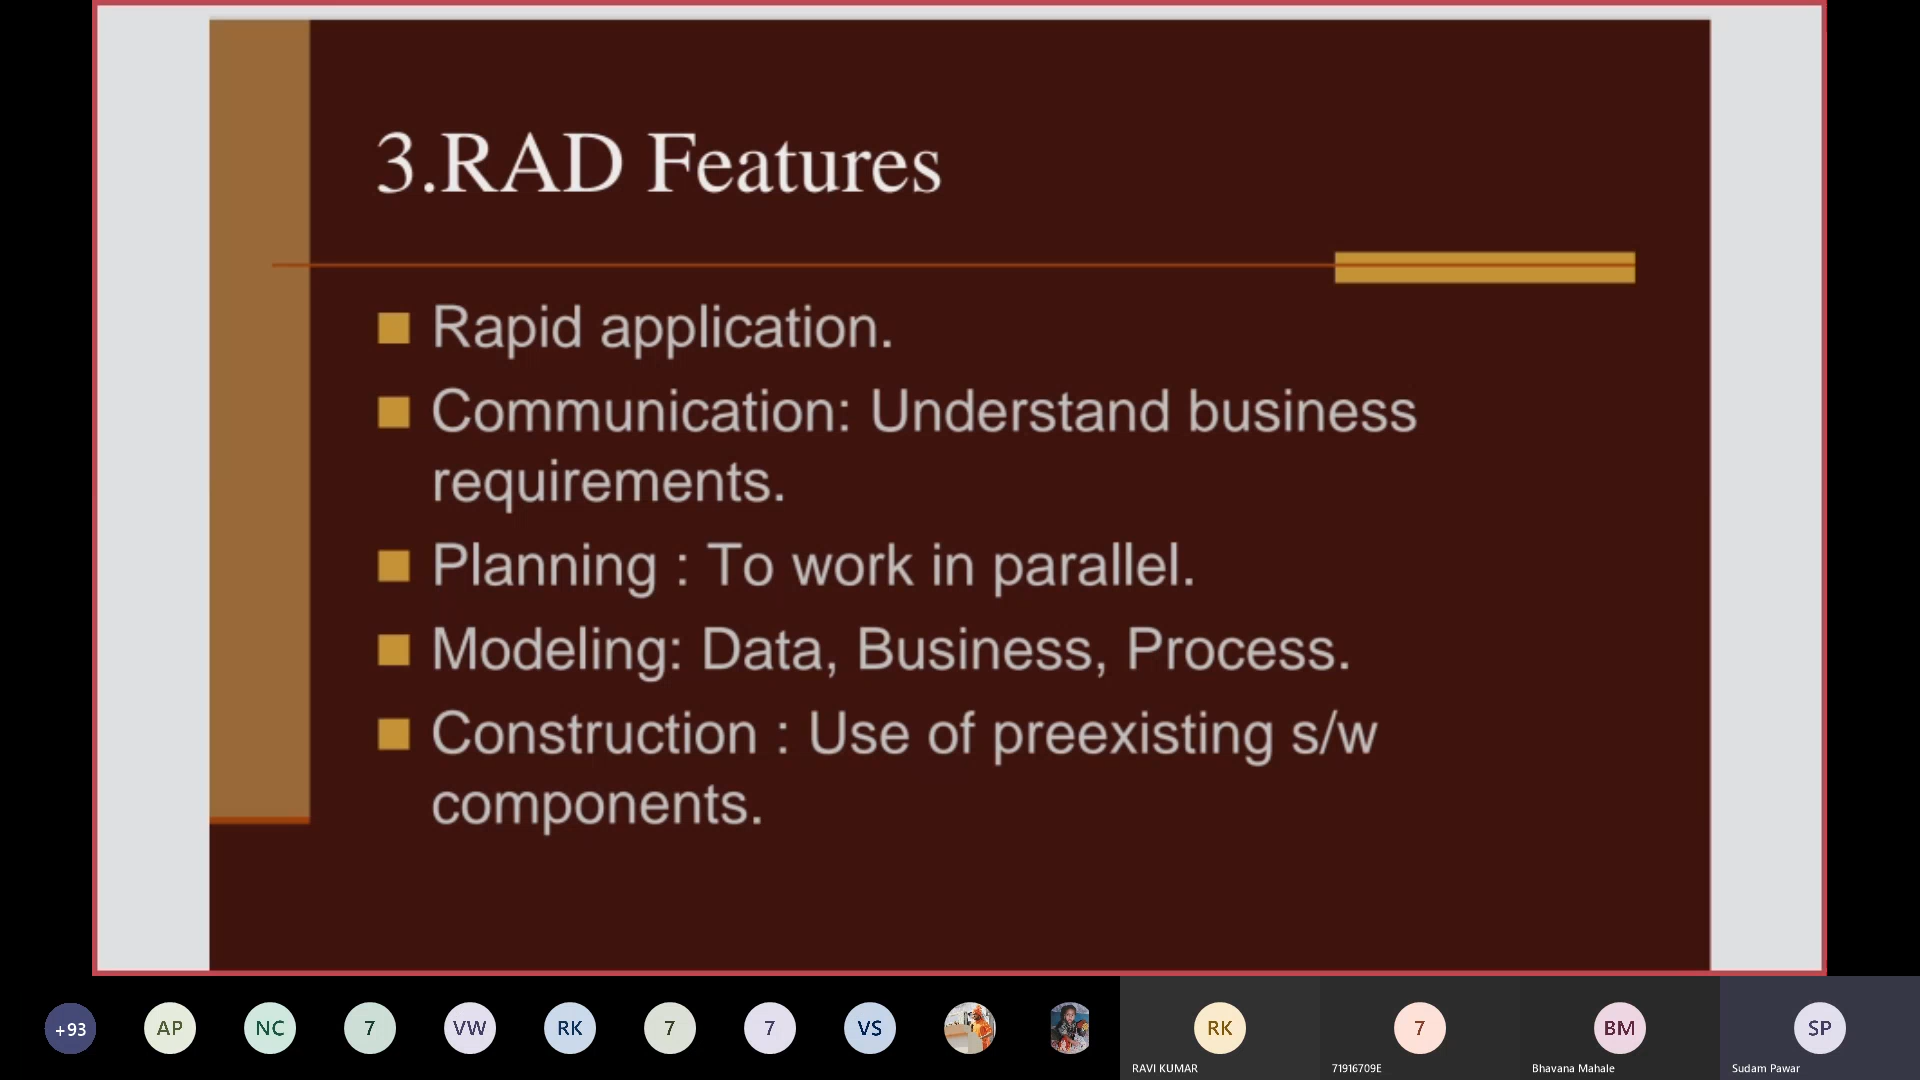 3.RAD Features
Rapid application.
Communication: Understand business
requirements.
Planning : To work in parallel.
Modeling: Data, Business, Process.
Construction : Use of preexisting s/w
components.
+93
AP
NC
7
VW
RK
7
7
VS
RK
RAVI KUMAR
7
71916709E
BM
Bhavana Mahale
SP
Sudam Pawar